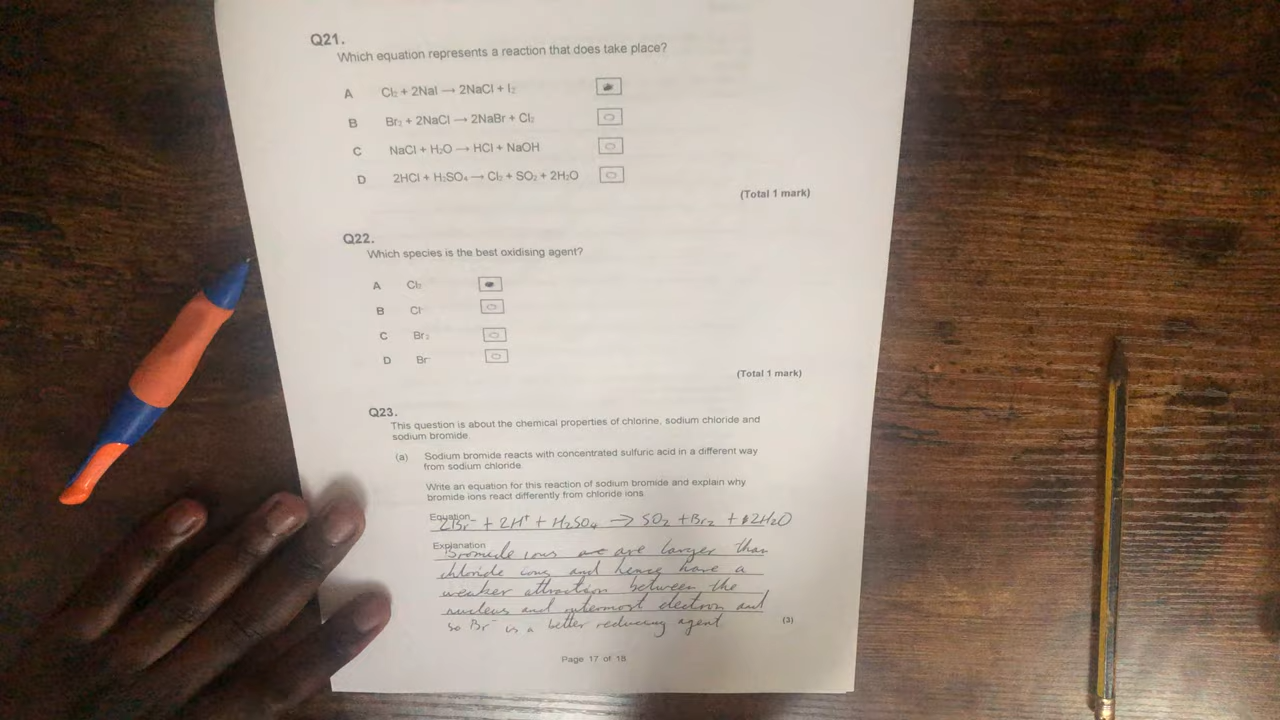 Q21.
Which equation represents a reaction that does take place?
A Cl₂ + 2NaI → 2NaCl + I₂
B Br₂ + 2NaCl → 2NaBr + Cl₂
C NaCl + H₂O → HCl + NaOH
D 2HCl + H₂SO₄ → Cl₂ + SO₂ + 2H₂O
(Total 1 mark)
Q22.
Which species is the best oxidising agent?
A Cl₂
B Cl⁻
C Br₂
D Br⁻
(Total 1 mark)
Q23.
This question is about the chemical properties of chlorine, sodium chloride and
sodium bromide.
(a) Sodium bromide reacts with concentrated sulfuric acid in a different way
from sodium chloride.
Write an equation for this reaction of sodium bromide and explain why
bromide ions react differently from chloride ions
Equation
2Br⁻ + 2H⁺ + H₂SO₄ → SO₂ + Br₂ + 2H₂O
Explanation
Bromide ions are larger than
chloride ions and hence have a
weaker attraction between the
nucleus and outermost electron and
so Br⁻ is a better reducing agent
(3)
Page 17 of 18